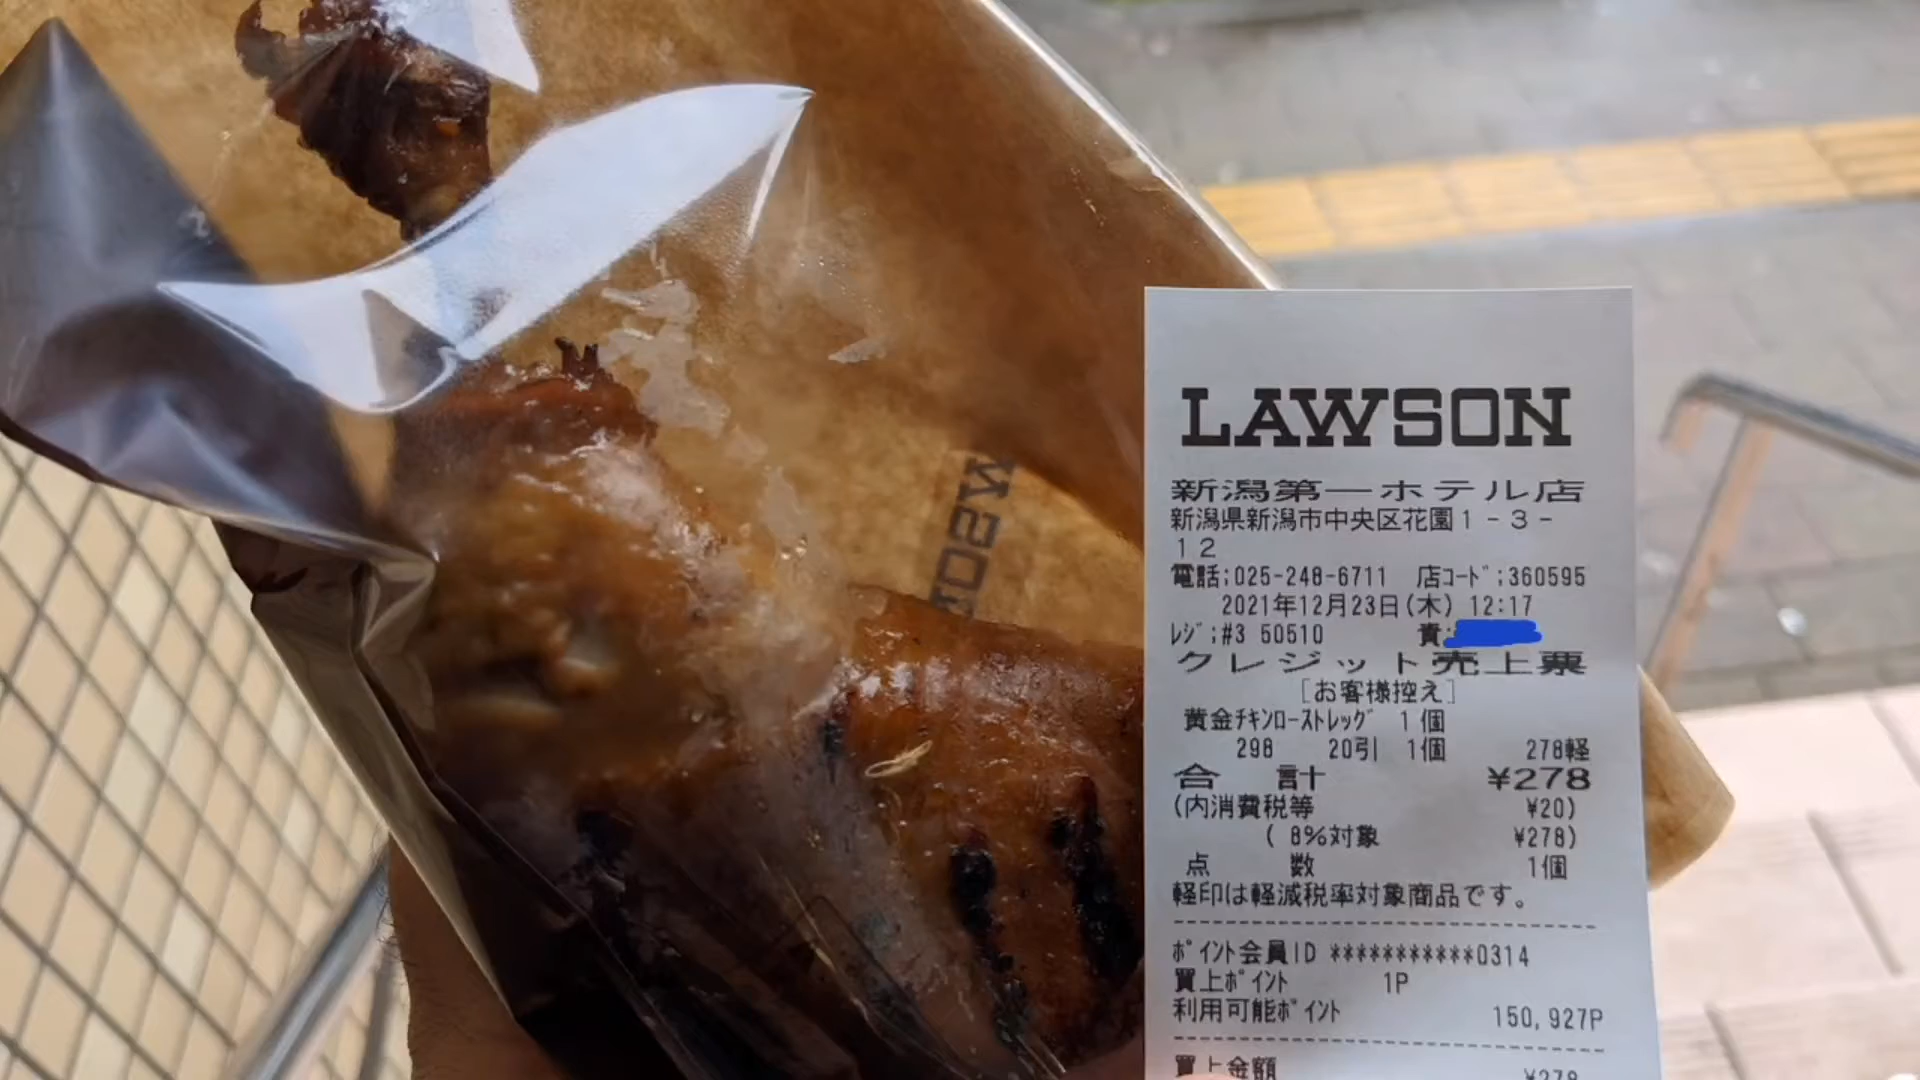 LAWSON
新潟第一ホテル店
新潟県新潟市中央区花園1-3-
12
電話:025-248-6711 店コード:360595
2021年12月23日(木) 12:17
レジ:#3 50510 責:
クレジット売上票
[お客様控え]
黄金チキンローストレッグ 1個
298 20引 1個 278軽
合 計 ¥278
(内消費税等 ¥20)
( 8%対象 ¥278)
点 数 1個
軽印は軽減税率対象商品です。
ポイント会員ID ***********0314
買上ポイント 1P
利用可能ポイント 150,927P
買上金額 ¥278